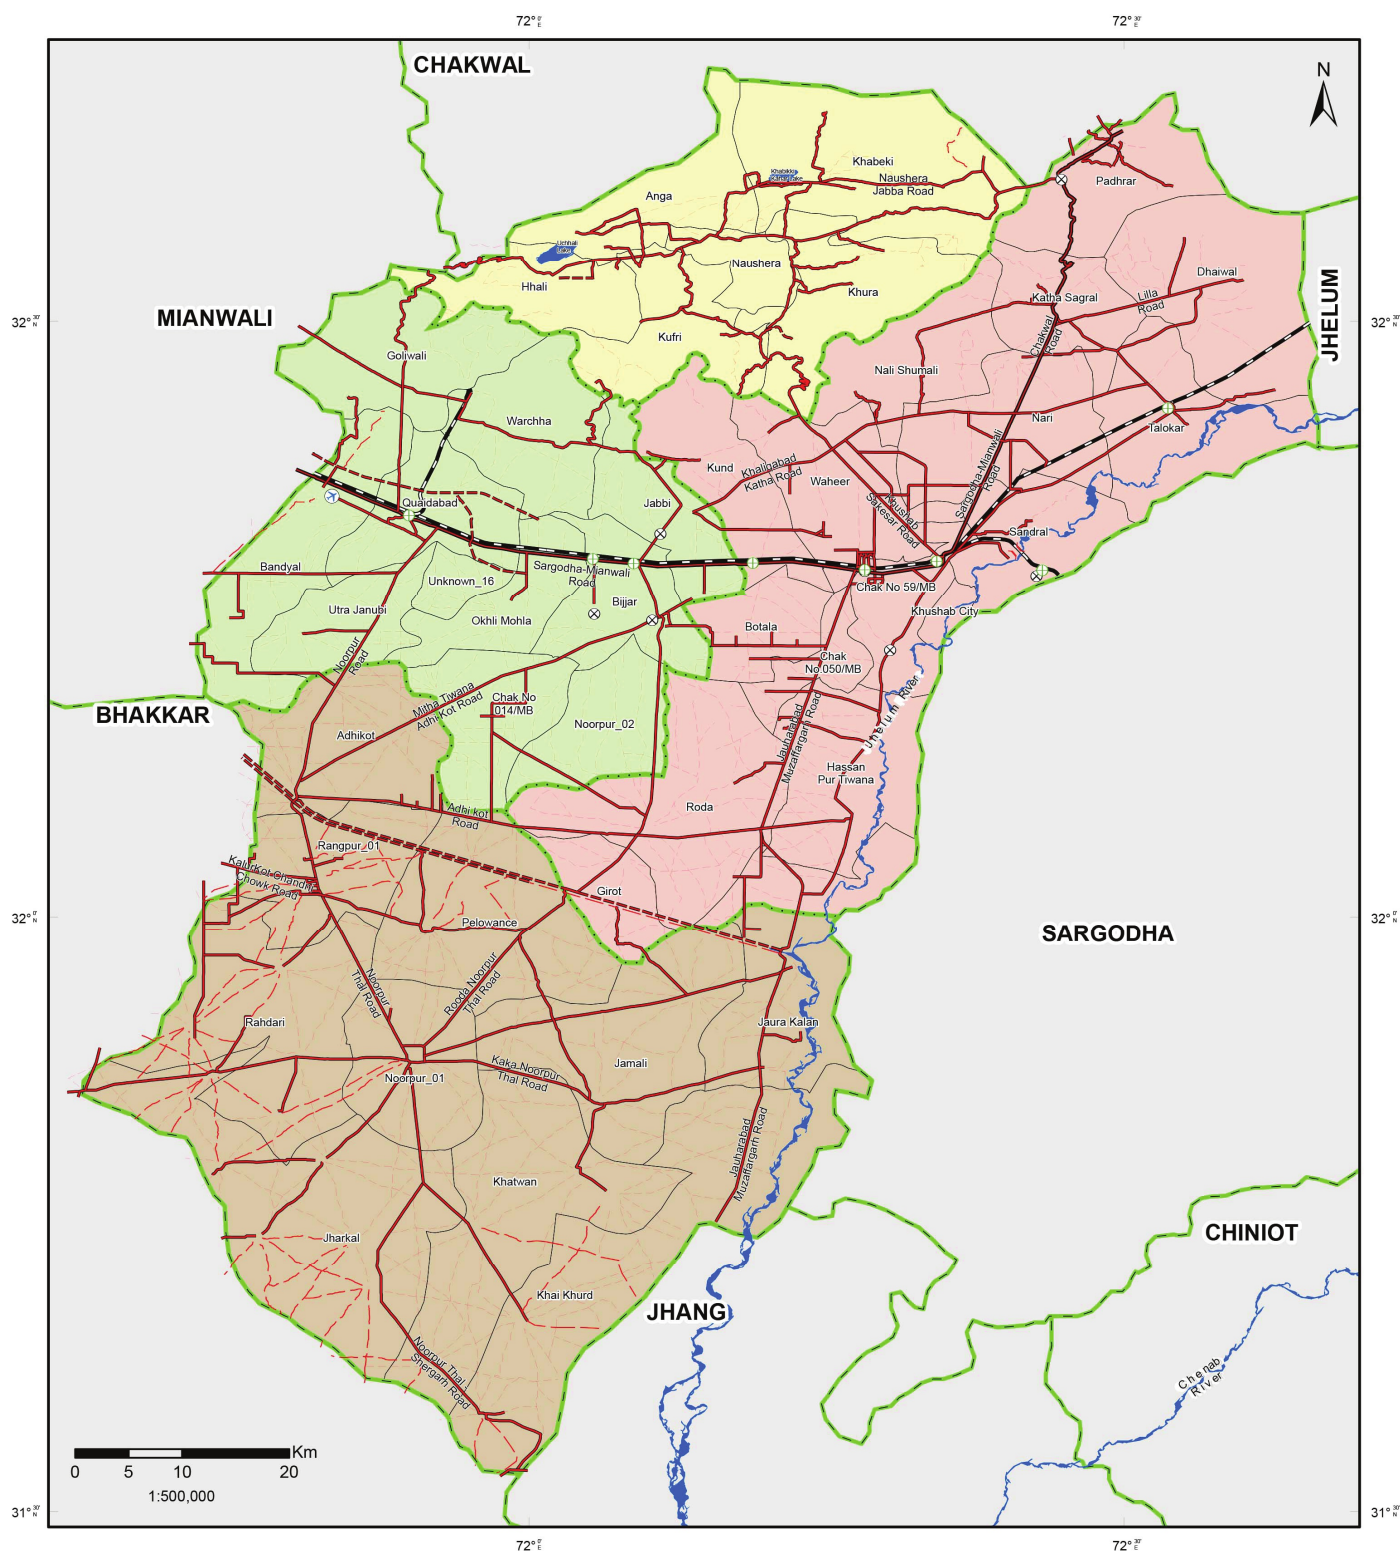 72° 0' E
72° 30' E
CHAKWAL
N
Khabeki
Khabikki
Naushera
Jabba Road
Padhrar
Anga
Uchhali
Naushera
Dhaiwal
Hhali
Khura
Katha Sagral
Lilla
Road
MIANWALI
32° 30' N
32° 30' N
JHELUM
Kufri
Chakwal
Road
Goliwali
Nali Shumali
Warchha
Nari
Talokar
Kund
Khaliqabad
Katha Road
Waheer
Sargodha-Mianwali
Road
Quaidabad
Jabbi
Khushab
Sakesar Road
Sandral
Bandyal
Unknown_16
Sargodha-Mianwali
Road
Chak No 59/MB
Utra Janubi
Okhli Mohla
Bijjar
Khushab City
Botala
Noorpur
Road
Chak
No.050/MB
Mitha Tiwana
Adhi-Kot Road
Chak No
014/MB
Jhelum River
BHAKKAR
Noorpur_02
Adhikot
Jauharabad
Muzaffargarh Road
Hassan
Pur Tiwana
Adhi kot
Road
Roda
Rangpur_01
KalurKot Chandni
Chowk Road
Girot
32° 0' N
32° 0' N
Pelowance
SARGODHA
Noorpur
Thal Road
Rooda Noorpur
Thal Road
Rahdari
Jaura Kalan
Jamali
Kaka Noorpur
Thal Road
Noorpur_01
Jauharabad
Muzaffargarh Road
Khatwan
Jharkal
CHINIOT
Khai Khurd
JHANG
Noorpur Thal
Shergarh Road
Chenab
River
Km
0 5 10 20
1:500,000
31° 30' N
31° 30' N
72° 0' E
72° 30' E